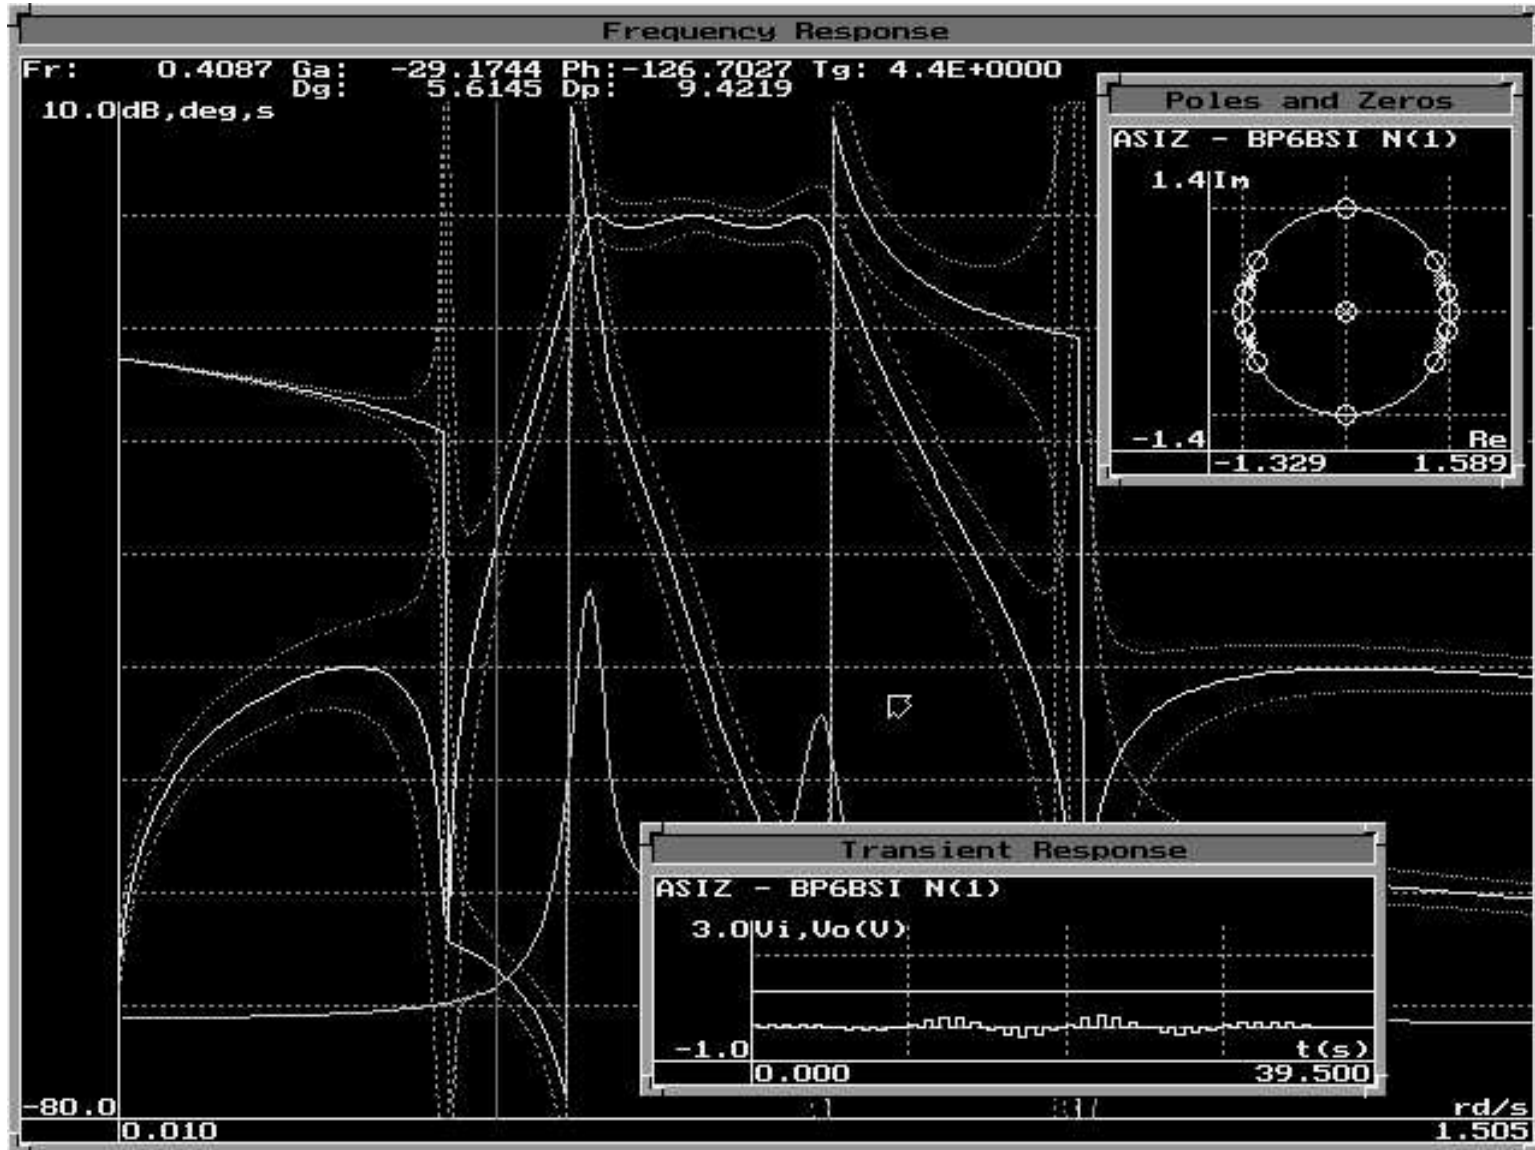 Frequency Response
Fr: 0.4087 Ga: -29.1744 Ph:-126.7027 Tg: 4.4E+0000
Dg: 5.6145 Dp: 9.4219
10.0 dB,deg,s
-80.0
rd/s
0.010 1.505
Poles and Zeros
ASIZ - BP6BSI N(1)
1.4 Im
-1.4 Re
-1.329 1.589
Transient Response
ASIZ - BP6BSI N(1)
3.0 Vi,Vo(V)
-1.0 t(s)
0.000 39.500